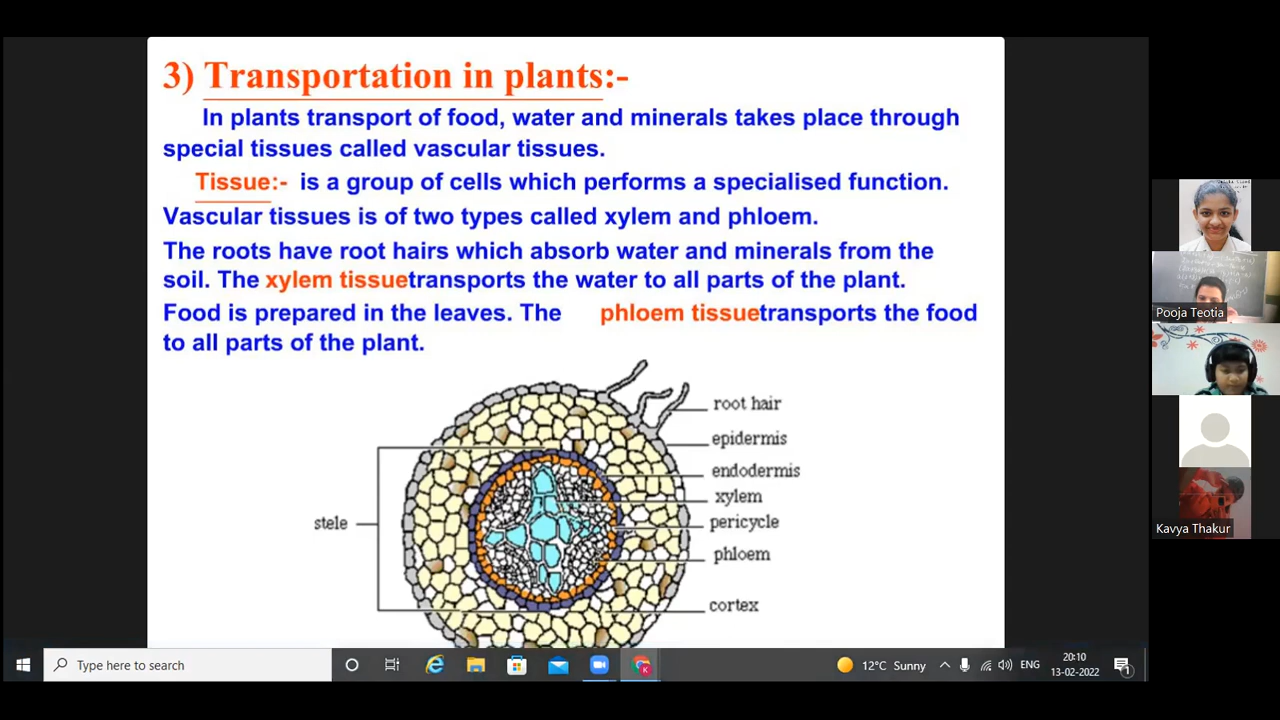 3) Transportation in plants:-
In plants transport of food, water and minerals takes place through
special tissues called vascular tissues.
Tissue:- is a group of cells which performs a specialised function.
Vascular tissues is of two types called xylem and phloem.
The roots have root hairs which absorb water and minerals from the
soil. The xylem tissuetransports the water to all parts of the plant.
Food is prepared in the leaves. The phloem tissuetransports the food
to all parts of the plant.
root hair
epidermis
endodermis
xylem
pericycle
phloem
cortex
stele
Pooja Teotia
Kavya Thakur
Type here to search
12°C Sunny
ENG
20:10
13-02-2022
1